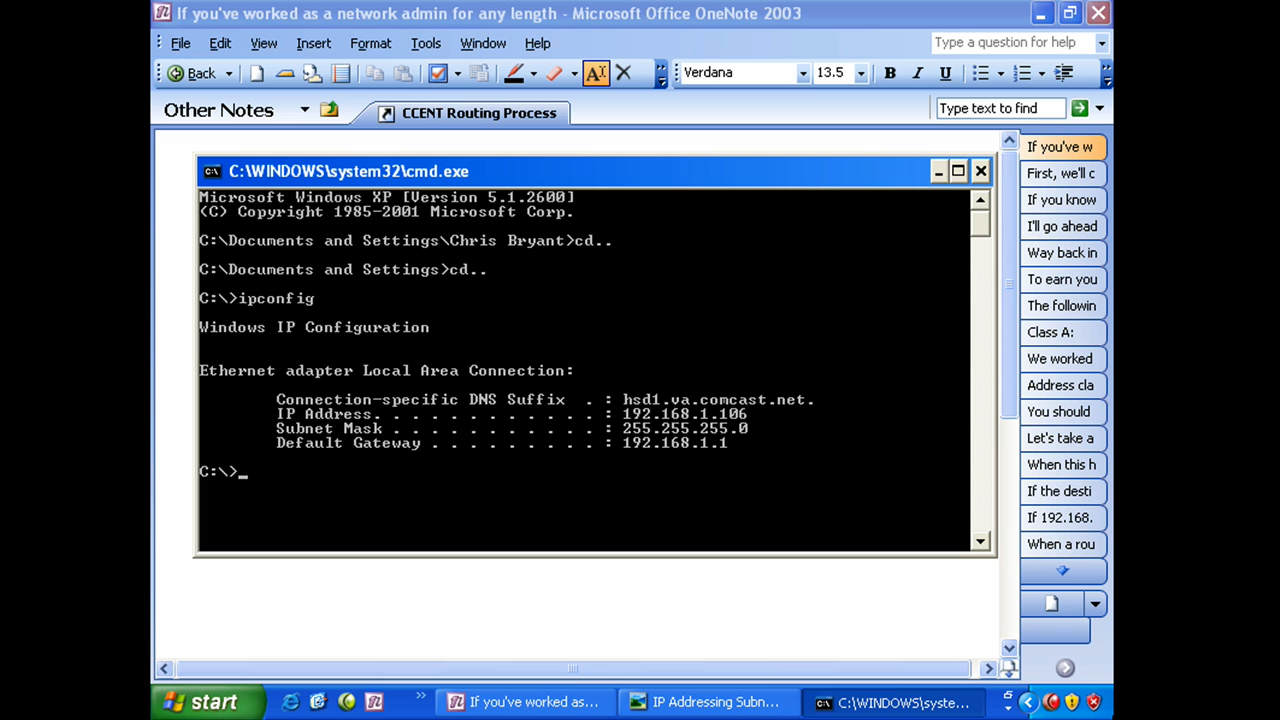 If you've worked as a network admin for any length - Microsoft Office OneNote 2003
File Edit View Insert Format Tools Window Help
Type a question for help
Back
Verdana
13.5
B I U
Other Notes
CCENT Routing Process
Type text to find
C:\WINDOWS\system32\cmd.exe
Microsoft Windows XP [Version 5.1.2600]
(C) Copyright 1985-2001 Microsoft Corp.
C:\Documents and Settings\Chris Bryant>cd..
C:\Documents and Settings>cd..
C:\>ipconfig
Windows IP Configuration
Ethernet adapter Local Area Connection:
Connection-specific DNS Suffix . : hsd1.va.comcast.net.
IP Address. . . . . . . . . . . . : 192.168.1.106
Subnet Mask . . . . . . . . . . . : 255.255.255.0
Default Gateway . . . . . . . . . : 192.168.1.1
C:\>_
If you've w
First, we'll c
If you know
I'll go ahead
Way back in
To earn you
The followin
Class A:
We worked
Address cla
You should
Let's take a
When this h
If the desti
If 192.168.
When a rou
start
If you've worked as...
IP Addressing Subn...
C:\WINDOWS\syste...
5